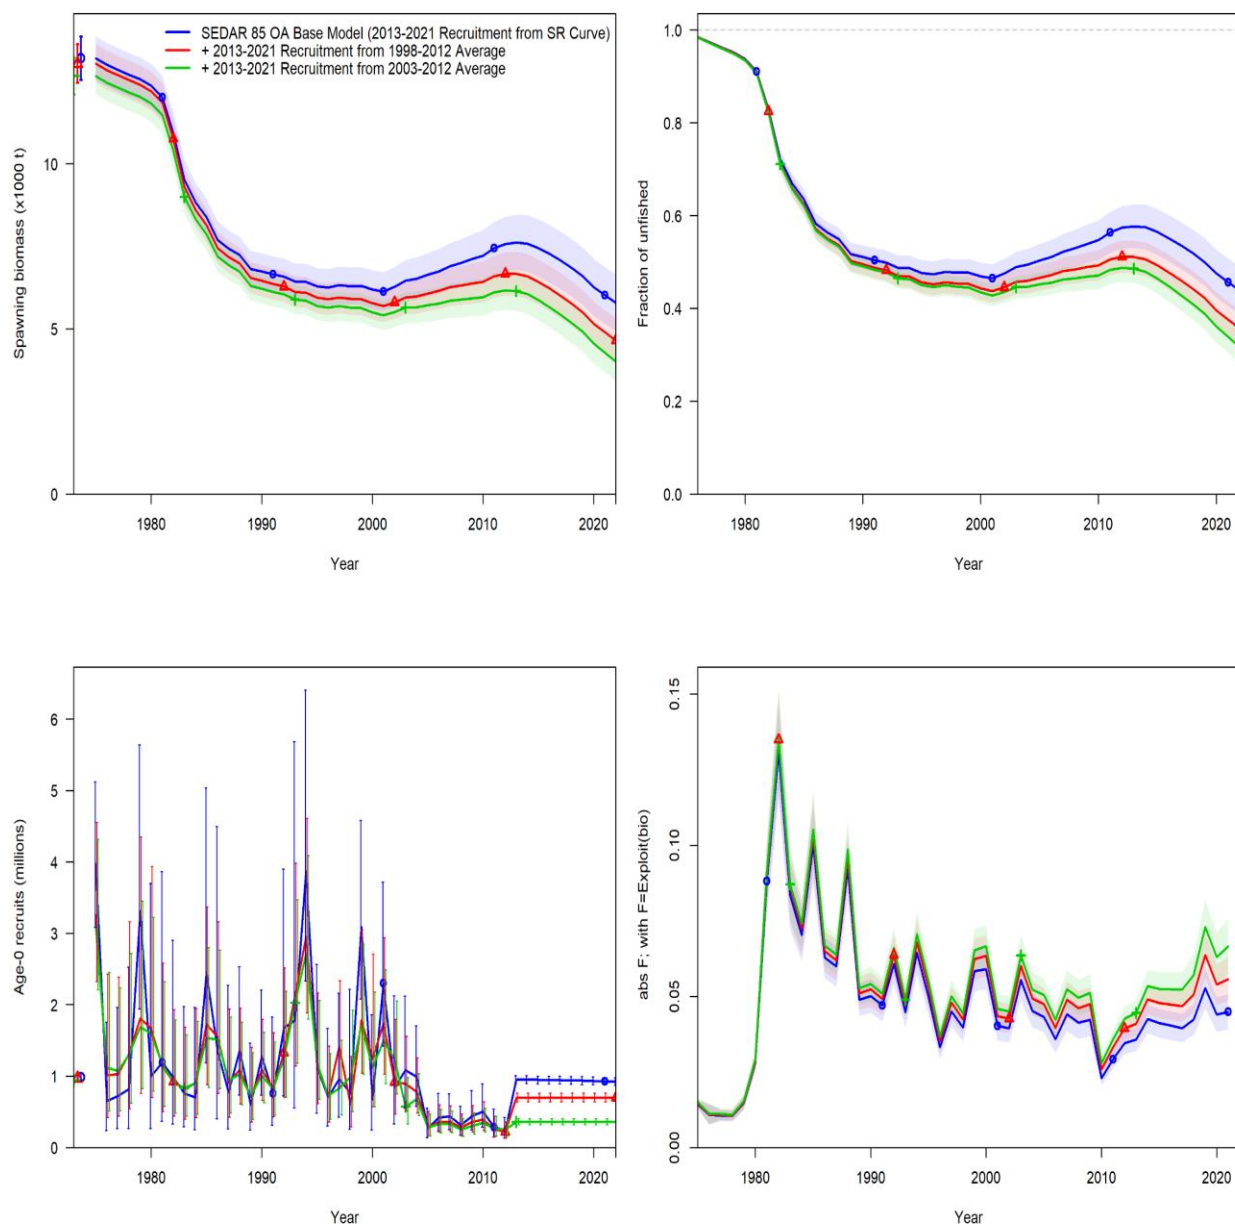 SEDAR 85 OA Base Model (2013-2021 Recruitment from SR Curve)
+ 2013-2021 Recruitment from 1998-2012 Average
+ 2013-2021 Recruitment from 2003-2012 Average
Spawning biomass (x1000 t)
10
5
0
1980 1990 2000 2010 2020
Year
Fraction of unfished
1.0
0.8
0.6
0.4
0.2
0.0
1980 1990 2000 2010 2020
Year
Age-0 recruits (millions)
6
5
4
3
2
1
0
1980 1990 2000 2010 2020
Year
abs F; with F=Exploit(bio)
0.15
0.10
0.05
0.00
1980 1990 2000 2010 2020
Year